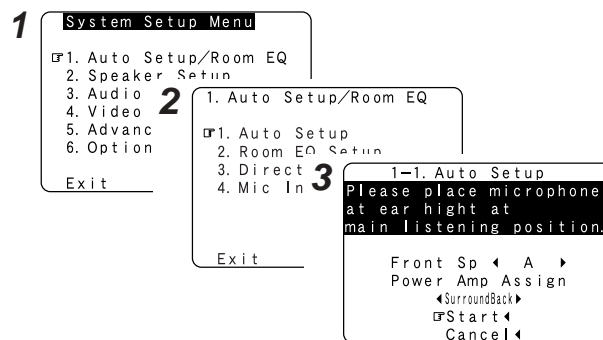 1
System Setup Menu
☞1. Auto Setup/Room EQ
2. Speaker Setup
3. Audio
4. Video
5. Advanc
6. Option
Exit
2
1. Auto Setup/Room EQ
☞1. Auto Setup
2. Room EQ Setup
3. Direct
4. Mic In
Exit
3
1-1. Auto Setup
Please place microphone
at ear hight at
main listening position.
Front Sp ◀ A ▶
Power Amp Assign
◀SurroundBack▶
☞Start◀
Cancel◀